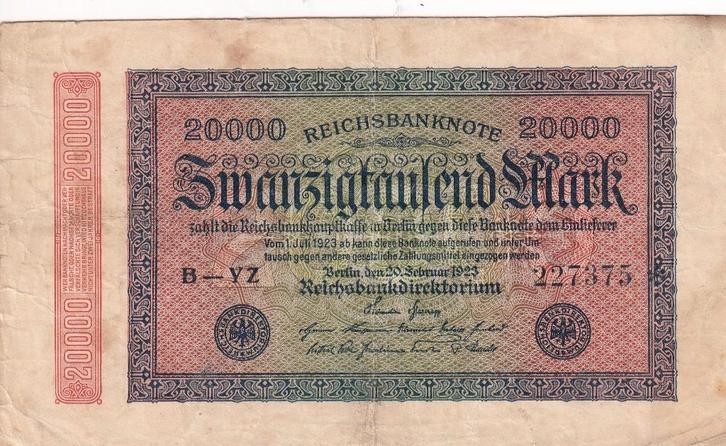 20000 REICHSBANKNOTE 20000
Zwanzigtausend Mark
zahlt die Reichsbankhauptkasse in Berlin gegen diese Banknote dem Einlieferer
Vom 1. Juli 1923 ab kann diese Banknote aufgerufen und unter Um-
tausch gegen andere gesetzliche Zahlungsmittel eingezogen werden
Berlin, den 20. Februar 1923
B—YZ 227375 *
Reichsbankdirektorium
20000
20000